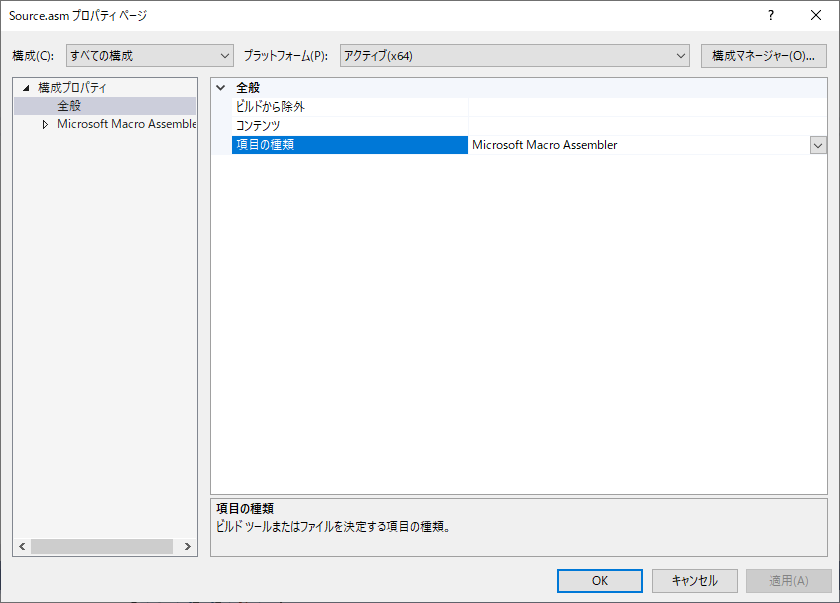 Source.asm プロパティ ページ
?
構成(C): すべての構成 プラットフォーム(P): アクティブ(x64) 構成マネージャー(O)...
構成プロパティ
全般
Microsoft Macro Assemble
全般
ビルドから除外
コンテンツ
項目の種類 Microsoft Macro Assembler
項目の種類
ビルド ツールまたはファイルを決定する項目の種類。
OK キャンセル 適用(A)